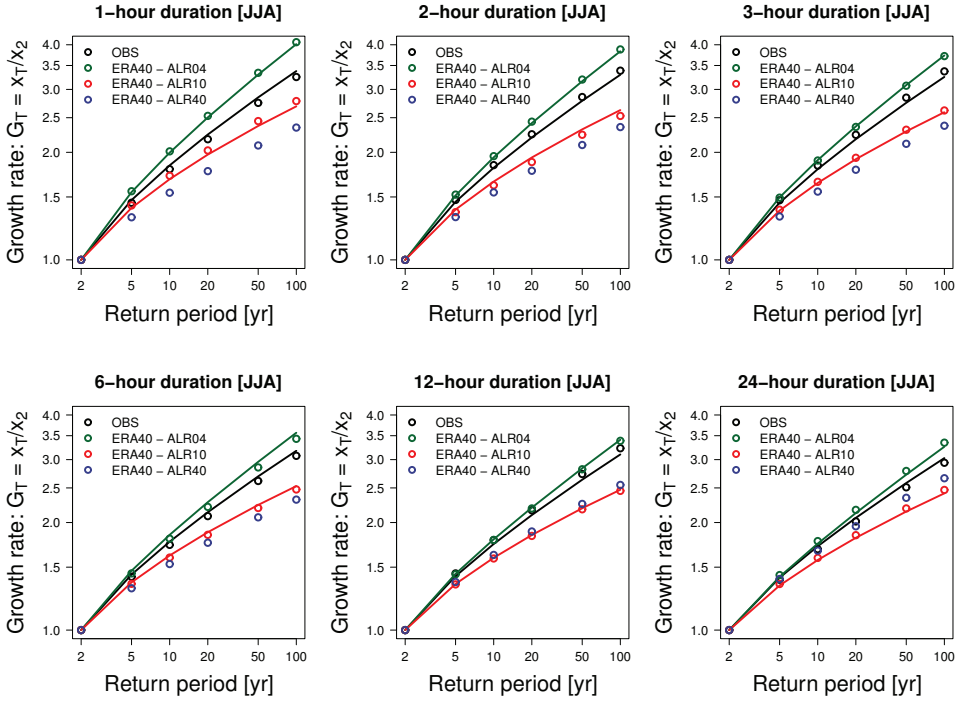 1−hour duration [JJA]
Growth rate: G_T = x_T/x_2
4.0
3.5
3.0
2.5
2.0
1.5
1.0
OBS
ERA40 − ALR04
ERA40 − ALR10
ERA40 − ALR40
2 5 10 20 50 100
Return period [yr]
2−hour duration [JJA]
Growth rate: G_T = x_T/x_2
4.0
3.5
3.0
2.5
2.0
1.5
1.0
OBS
ERA40 − ALR04
ERA40 − ALR10
ERA40 − ALR40
2 5 10 20 50 100
Return period [yr]
3−hour duration [JJA]
Growth rate: G_T = x_T/x_2
4.0
3.5
3.0
2.5
2.0
1.5
1.0
OBS
ERA40 − ALR04
ERA40 − ALR10
ERA40 − ALR40
2 5 10 20 50 100
Return period [yr]
6−hour duration [JJA]
Growth rate: G_T = x_T/x_2
4.0
3.5
3.0
2.5
2.0
1.5
1.0
OBS
ERA40 − ALR04
ERA40 − ALR10
ERA40 − ALR40
2 5 10 20 50 100
Return period [yr]
12−hour duration [JJA]
Growth rate: G_T = x_T/x_2
4.0
3.5
3.0
2.5
2.0
1.5
1.0
OBS
ERA40 − ALR04
ERA40 − ALR10
ERA40 − ALR40
2 5 10 20 50 100
Return period [yr]
24−hour duration [JJA]
Growth rate: G_T = x_T/x_2
4.0
3.5
3.0
2.5
2.0
1.5
1.0
OBS
ERA40 − ALR04
ERA40 − ALR10
ERA40 − ALR40
2 5 10 20 50 100
Return period [yr]